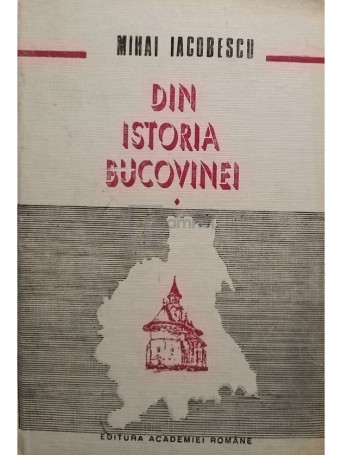 MIHAI IACOBESCU
DIN
ISTORIA
BUCOVINEI
EDITURA ACADEMIEI ROMÂNE